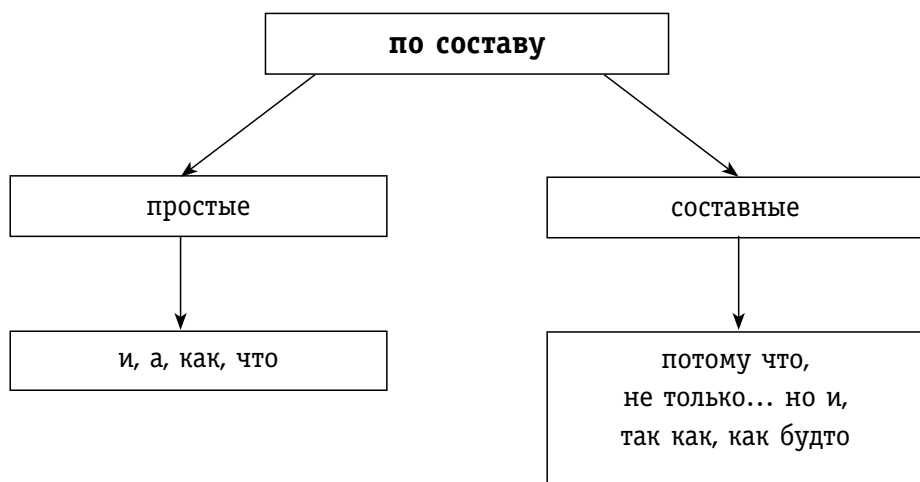 по составу
простые
составные
и, а, как, что
потому что,
не только... но и,
так как, как будто